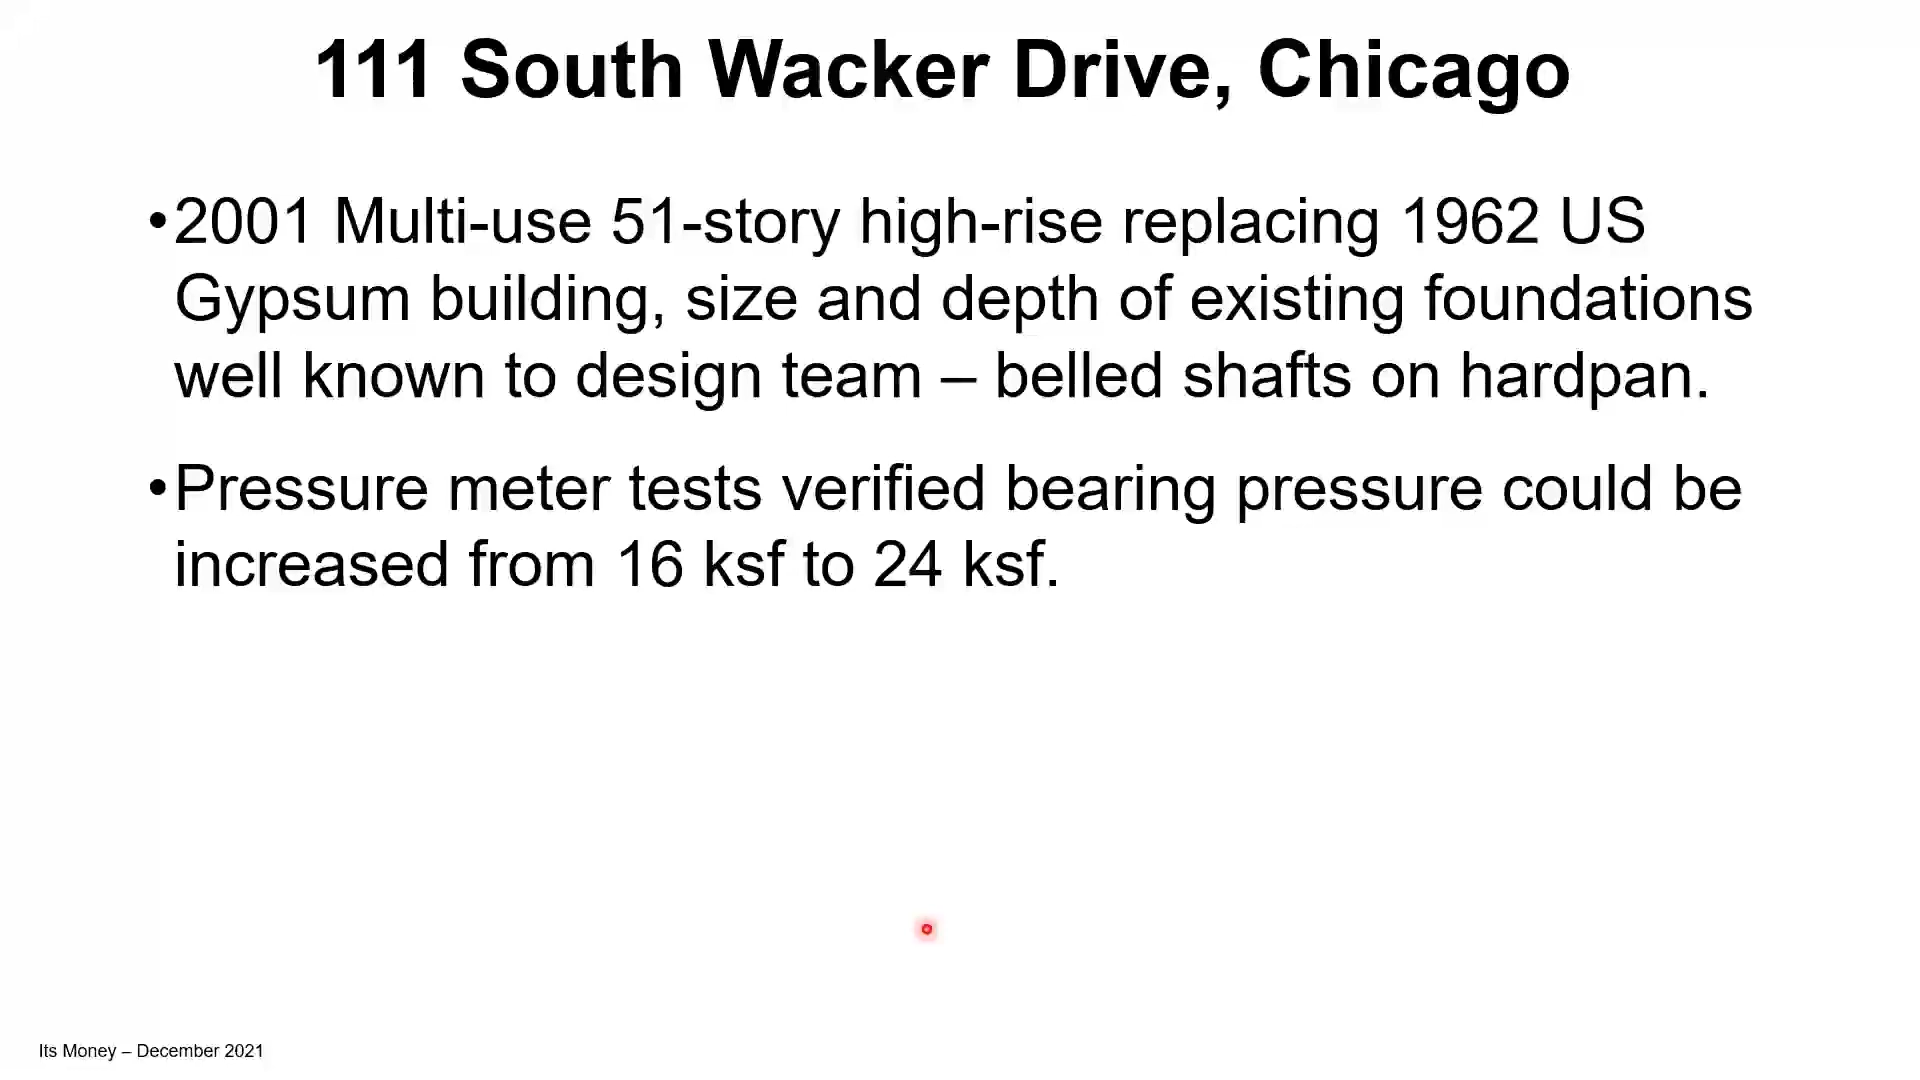 111 South Wacker Drive, Chicago
•2001 Multi-use 51-story high-rise replacing 1962 US
Gypsum building, size and depth of existing foundations
well known to design team – belled shafts on hardpan.
•Pressure meter tests verified bearing pressure could be
increased from 16 ksf to 24 ksf.
Its Money – December 2021